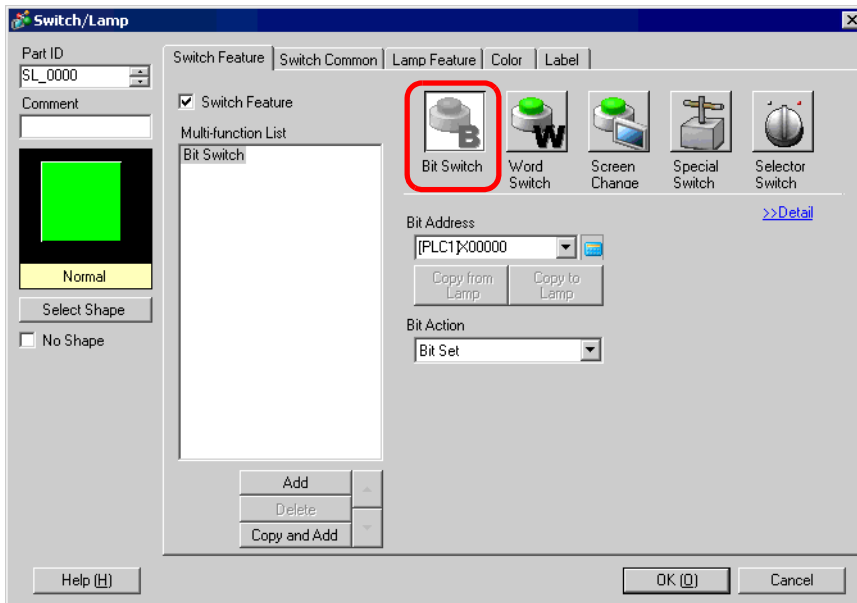 Switch/Lamp
Part ID
SL_0000
Comment
Normal
Select Shape
No Shape
Switch Feature
Switch Common
Lamp Feature
Color
Label
Switch Feature
Multi-function List
Bit Switch
Add
Delete
Copy and Add
B
W
Bit Switch
Word
Switch
Screen
Change
Special
Switch
Selector
Switch
>>Detail
Bit Address
[PLC1]X00000
Copy from
Lamp
Copy to
Lamp
Bit Action
Bit Set
Help (H)
OK (O)
Cancel